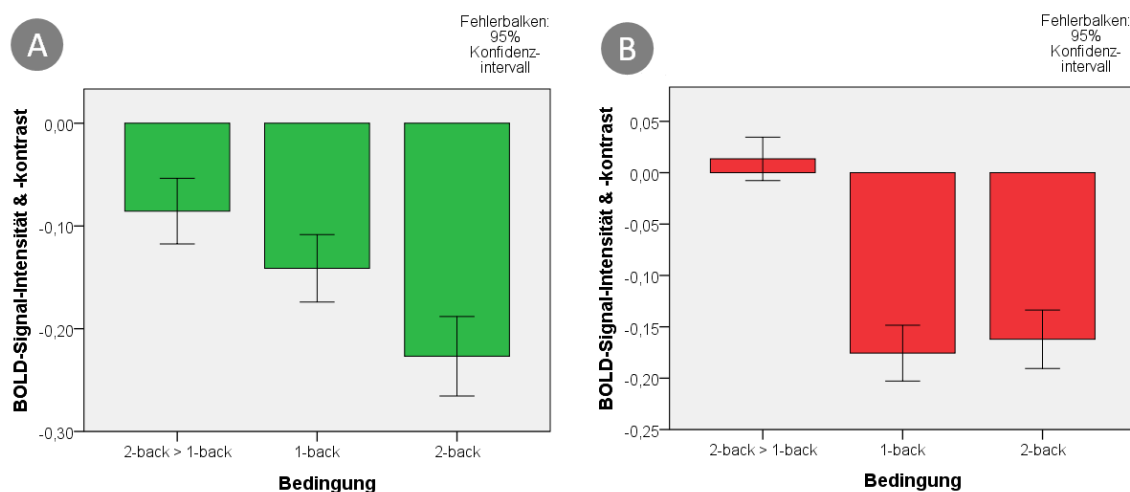 A
Fehlerbalken:
95%
Konfidenz-
intervall
BOLD-Signal-Intensität & -kontrast
0,00
-0,10
-0,20
-0,30
2-back > 1-back
1-back
2-back
Bedingung
B
Fehlerbalken:
95%
Konfidenz-
intervall
BOLD-Signal-Intensität & -kontrast
0,05
0,00
-0,05
-0,10
-0,15
-0,20
-0,25
2-back > 1-back
1-back
2-back
Bedingung